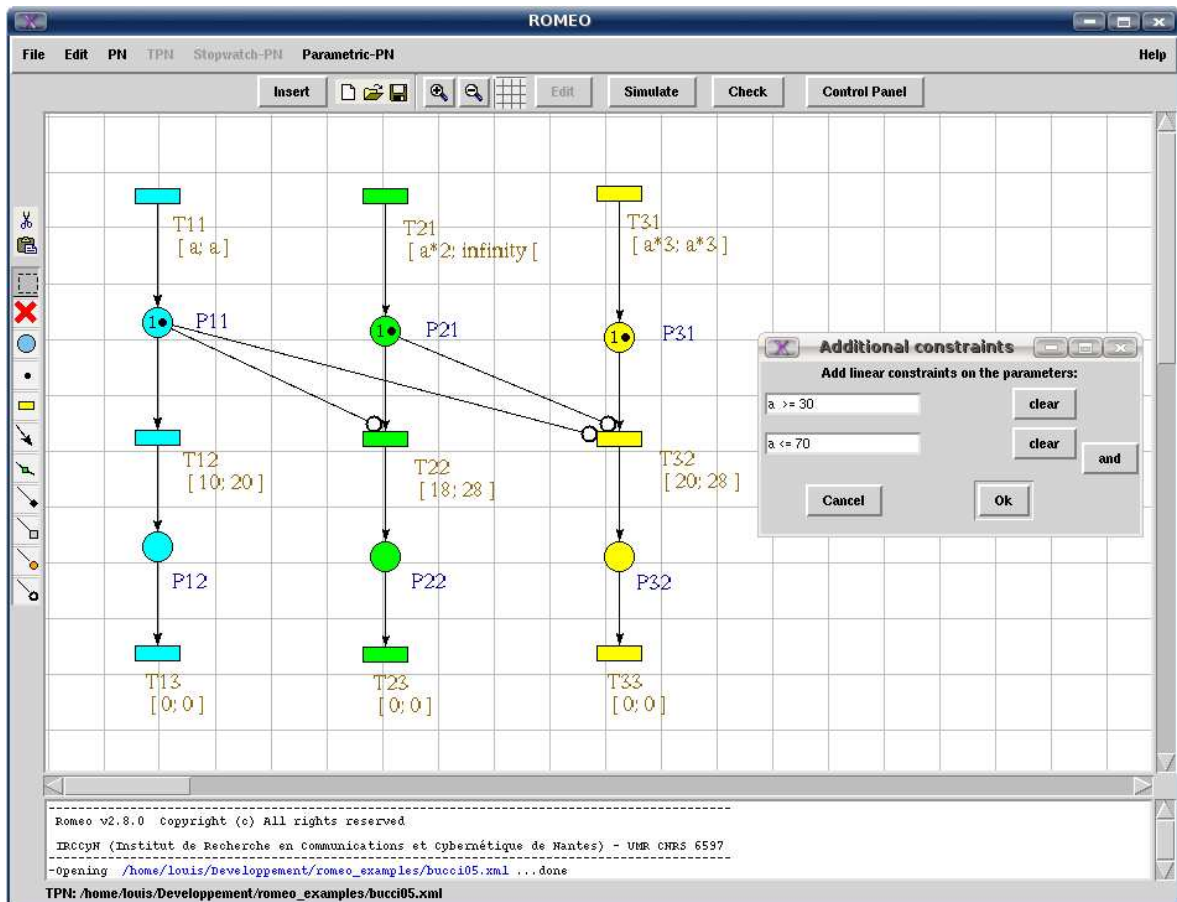 ROMEO
File Edit PN TPN Stopwatch-PN Parametric-PN Help
Insert Edit Simulate Check Control Panel
T11
[ a; a ]
T21
[ a*2; infinity [
T31
[ a*3; a*3 ]
1 P11
1 P21
1 P31
Additional constraints
Add linear constraints on the parameters:
a >= 30 clear
a <= 70 clear
and
Cancel Ok
T12
[ 10; 20 ]
T22
[ 18; 28 ]
T32
[ 20; 28 ]
P12
P22
P32
T13
[ 0; 0 ]
T23
[ 0; 0 ]
T33
[ 0; 0 ]
Romeo v2.8.0 Copyright (c) All rights reserved
IRCCyN (Institut de Recherche en Communications et Cybernétique de Nantes) - UMR CNRS 6597
-Opening /home/louis/Developpement/romeo_examples/bucci05.xml ...done
TPN: /home/louis/Developpement/romeo_examples/bucci05.xml